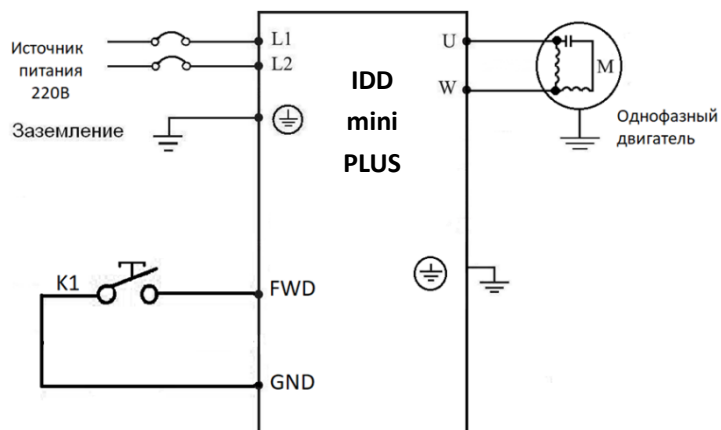 Источник
питания
220В
L1
L2
Заземление
IDD
mini
PLUS
U
W
M
Однофазный
двигатель
K1
FWD
GND